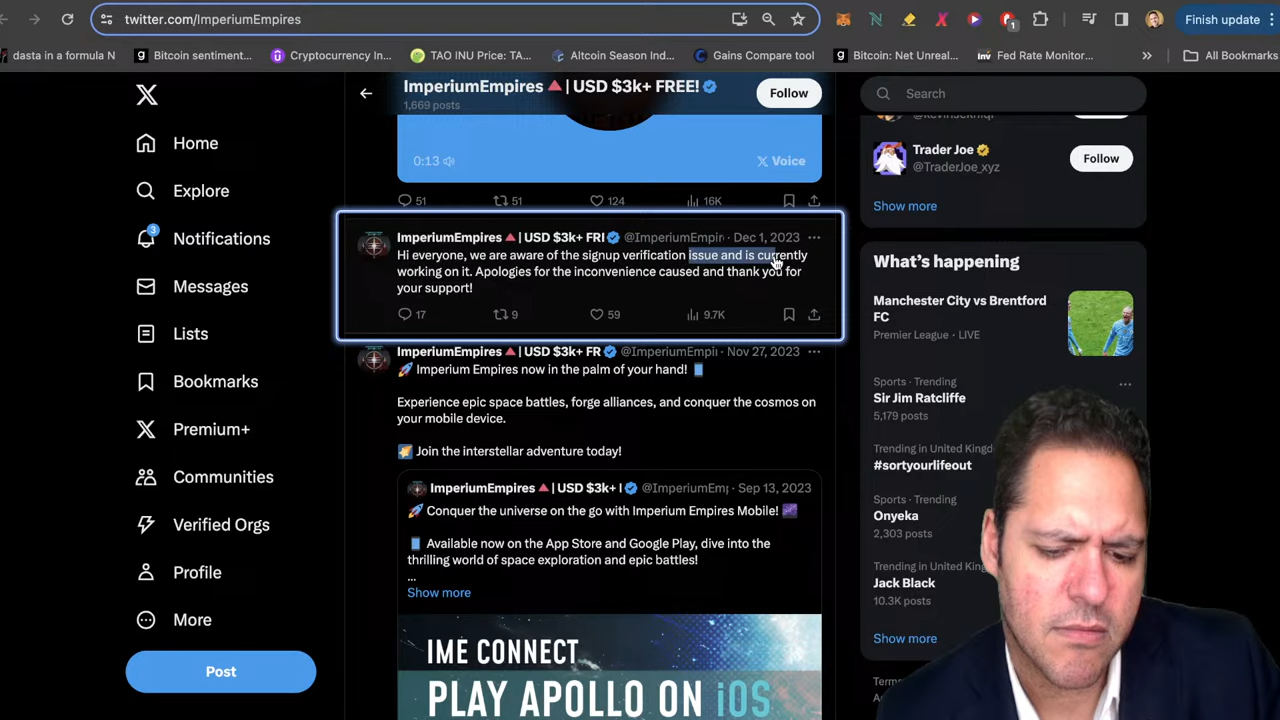 twitter.com/ImperiumEmpires
Finish update
dasta in a formula N
Bitcoin sentiment...
Cryptocurrency In...
TAO INU Price: TA...
Altcoin Season Ind...
Gains Compare tool
Bitcoin: Net Unreal...
Fed Rate Monitor...
All Bookmarks
ImperiumEmpires 🔺 | USD $3k+ FREE!
1,669 posts
Follow
Search
Home
Explore
3
Notifications
Messages
Lists
Bookmarks
Premium+
Communities
Verified Orgs
Profile
More
Post
0:13
X Voice
51
51
124
16K
ImperiumEmpires 🔺 | USD $3k+ FRI @ImperiumEmpir · Dec 1, 2023
Hi everyone, we are aware of the signup verification issue and is currently
working on it. Apologies for the inconvenience caused and thank you for
your support!
17
9
59
9.7K
ImperiumEmpires 🔺 | USD $3k+ FR @ImperiumEmpii · Nov 27, 2023
🚀 Imperium Empires now in the palm of your hand! 📱
Experience epic space battles, forge alliances, and conquer the cosmos on
your mobile device.
🌠 Join the interstellar adventure today!
ImperiumEmpires 🔺 | USD $3k+ I @ImperiumEmp · Sep 13, 2023
🚀 Conquer the universe on the go with Imperium Empires Mobile! 🌌
📱 Available now on the App Store and Google Play, dive into the
thrilling world of space exploration and epic battles!
...
Show more
IME CONNECT
PLAY APOLLO ON iOS
Trader Joe
@TraderJoe_xyz
Follow
Show more
What's happening
Manchester City vs Brentford
FC
Premier League · LIVE
Sports · Trending
Sir Jim Ratcliffe
5,179 posts
Trending in United Kingd
#sortyourlifeout
Sports · Trending
Onyeka
2,303 posts
Trending in United Kin
Jack Black
10.3K posts
Show more
Terms